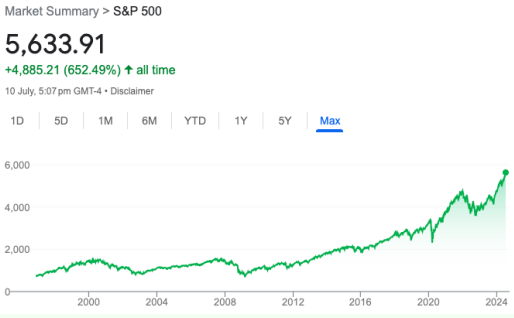 Market Summary > S&P 500
5,633.91
+4,885.21 (652.49%) ↑ all time
10 July, 5:07 pm GMT-4 • Disclaimer
1D 5D 1M 6M YTD 1Y 5Y Max
6,000
4,000
2,000
0
2000 2004 2008 2012 2016 2020 2024